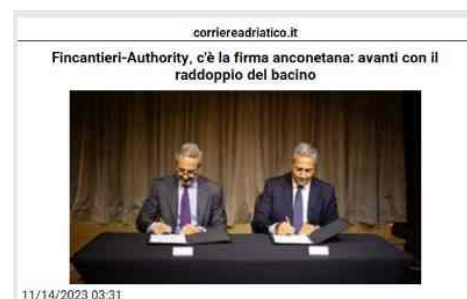 corriereadriatico.it
Fincantieri-Authority, c'è la firma anconetana: avanti con il
raddoppio del bacino
11/14/2023 03:31